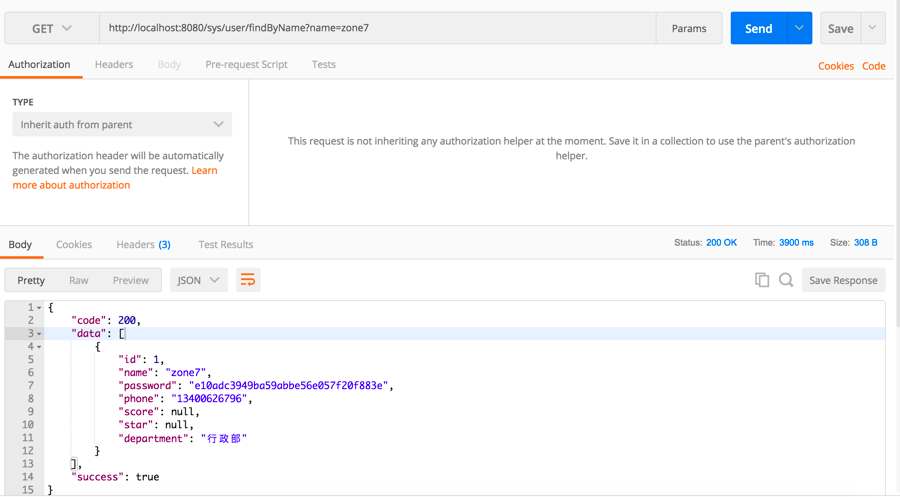 GET http://localhost:8080/sys/user/findByName?name=zone7 Params Send Save
Authorization Headers Body Pre-request Script Tests Cookies Code
TYPE
Inherit auth from parent
The authorization header will be automatically
generated when you send the request. Learn
more about authorization
This request is not inheriting any authorization helper at the moment. Save it in a collection to use the parent's authorization
helper.
Body Cookies Headers (3) Test Results Status: 200 OK Time: 3900 ms Size: 308 B
Pretty Raw Preview JSON Save Response
1 {
2 "code": 200,
3 "data": [
4 {
5 "id": 1,
6 "name": "zone7",
7 "password": "e10adc3949ba59abbe56e057f20f883e",
8 "phone": "13400626796",
9 "score": null,
10 "star": null,
11 "department": "行政部"
12 }
13 ],
14 "success": true
15 }